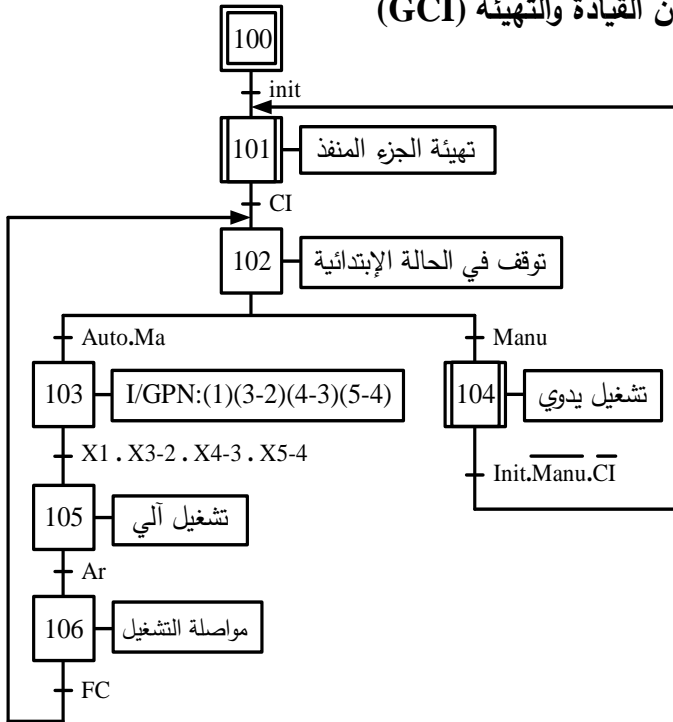 القيادة والتهيئة (GCI)
100
init
101 تهيئة الجزء المنفذ
CI
102 توقف في الحالة الإبتدائية
Auto.Ma
Manu
103 I/GPN:(1)(3-2)(4-3)(5-4)
104 تشغيل يدوي
X1 . X3-2 . X4-3 . X5-4
Init.M̅a̅n̅u̅.C̅I̅
105 تشغيل آلي
Ar
106 مواصلة التشغيل
FC